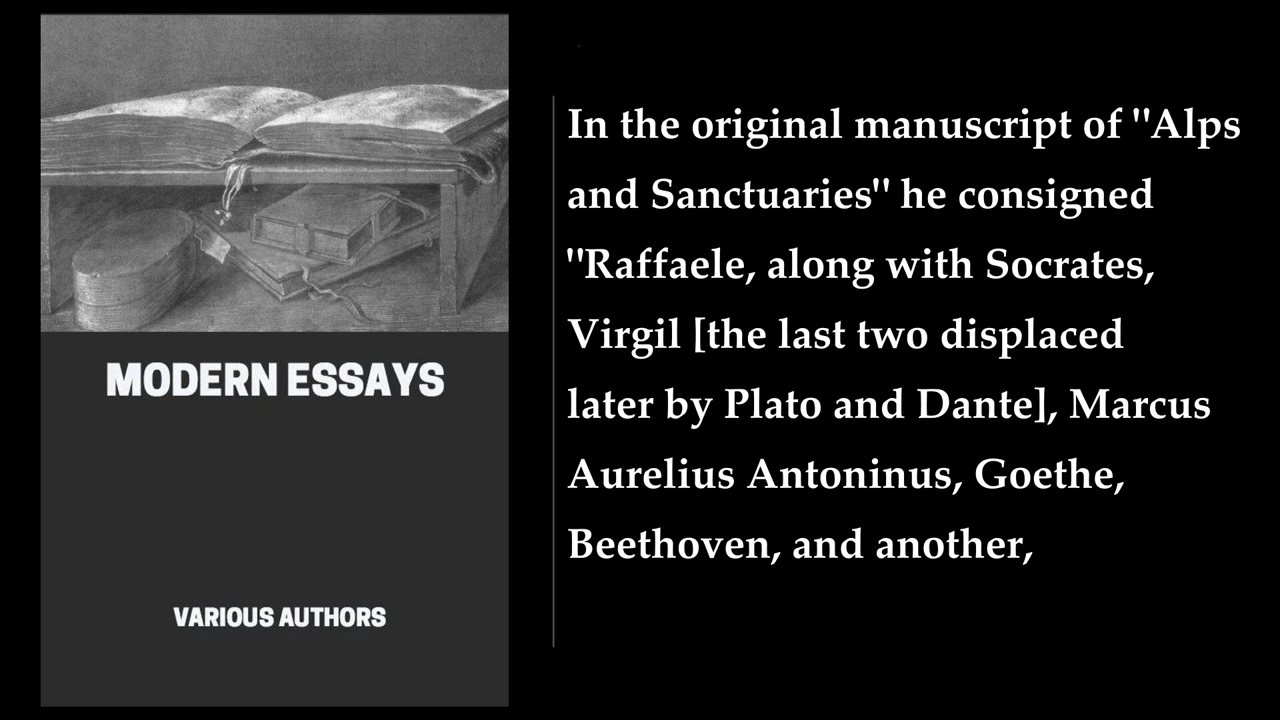 MODERN ESSAYS
VARIOUS AUTHORS
In the original manuscript of "Alps
and Sanctuaries" he consigned
"Raffaele, along with Socrates,
Virgil [the last two displaced
later by Plato and Dante], Marcus
Aurelius Antoninus, Goethe,
Beethoven, and another,